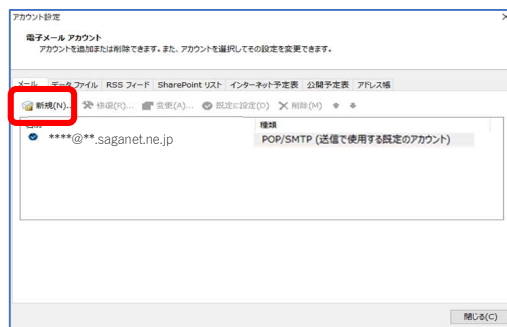 アカウント設定
電子メール アカウント
アカウントを追加または削除できます。また、アカウントを選択してその設定を変更できます。
メール データ ファイル RSS フィード SharePoint リスト インターネット予定表 公開予定表 アドレス帳
新規(N)... 修復(R)... 変更(A)... 既定に設定(D) 削除(M)
名前 種類
****@**.saganet.ne.jp POP/SMTP (送信で使用する既定のアカウント)
閉じる(C)